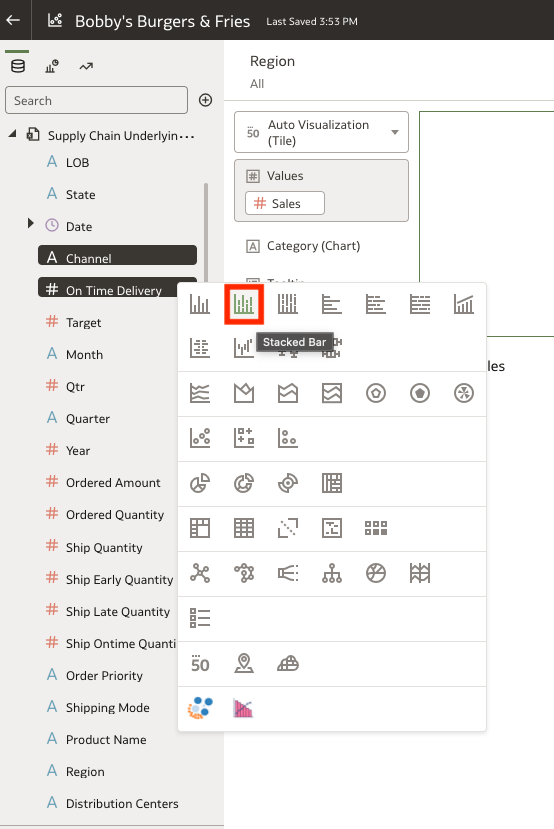 Bobby's Burgers & Fries Last Saved 3:53 PM
Region
All
Search
Supply Chain Underlyin...
LOB
State
Date
Channel
On Time Delivery
Target
Month
Qtr
Quarter
Year
Ordered Amount
Ordered Quantity
Ship Quantity
Ship Early Quantity
Ship Late Quantity
Ship Ontime Quanti
Order Priority
Shipping Mode
Product Name
Region
Distribution Centers
50 Auto Visualization
(Tile)
Values
Sales
Category (Chart)
Stacked Bar
les
50